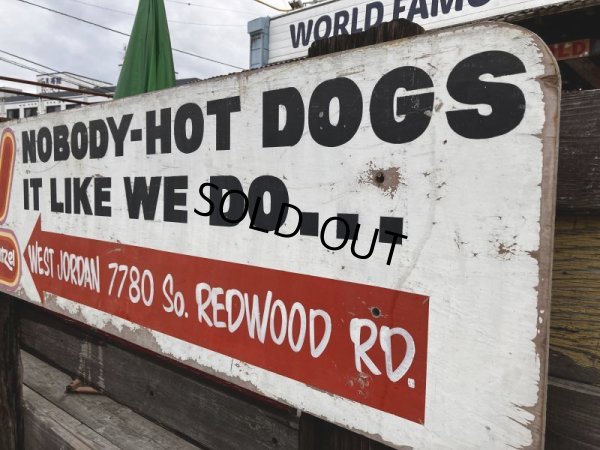 WORLD FAMO
NOBODY-HOT DOGS
IT LIKE WE DO....
SOLD OUT
WEST JORDAN 7780 So. REDWOOD RD.